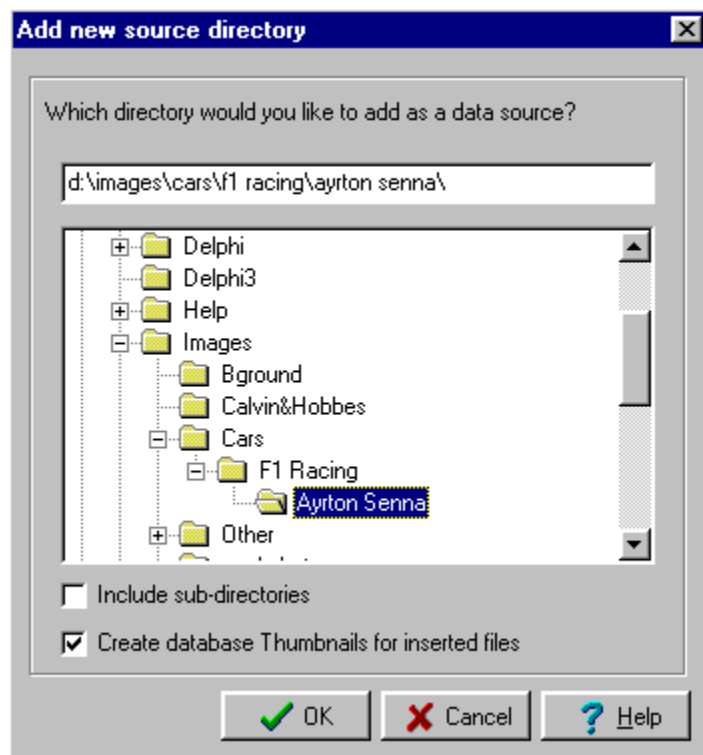 Add new source directory
Which directory would you like to add as a data source?
d:\images\cars\f1 racing\ayrton senna\
Delphi
Delphi3
Help
Images
Bground
Calvin&Hobbes
Cars
F1 Racing
Ayrton Senna
Other
Include sub-directories
Create database Thumbnails for inserted files
OK Cancel Help